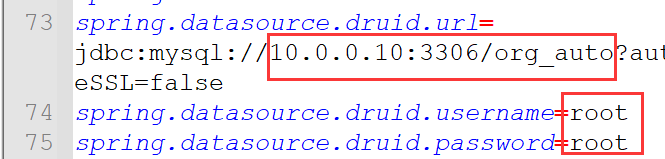 73 spring.datasource.druid.url=
jdbc:mysql://10.0.0.10:3306/org_auto?aut
eSSL=false
74 spring.datasource.druid.username=root
75 spring.datasource.druid.password=root